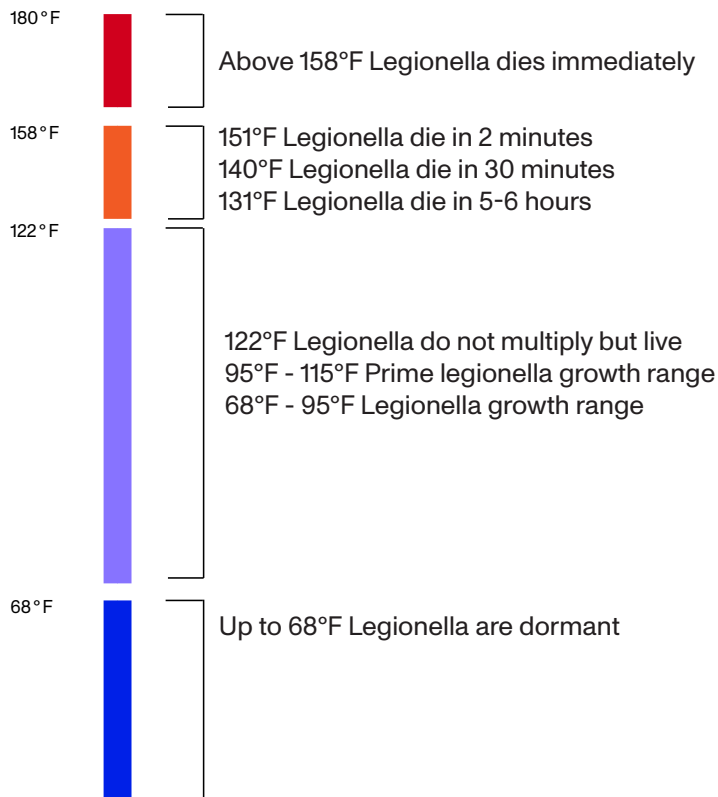 180°F
Above 158°F Legionella dies immediately
158°F
151°F Legionella die in 2 minutes
140°F Legionella die in 30 minutes
131°F Legionella die in 5-6 hours
122°F
122°F Legionella do not multiply but live
95°F - 115°F Prime legionella growth range
68°F - 95°F Legionella growth range
68°F
Up to 68°F Legionella are dormant